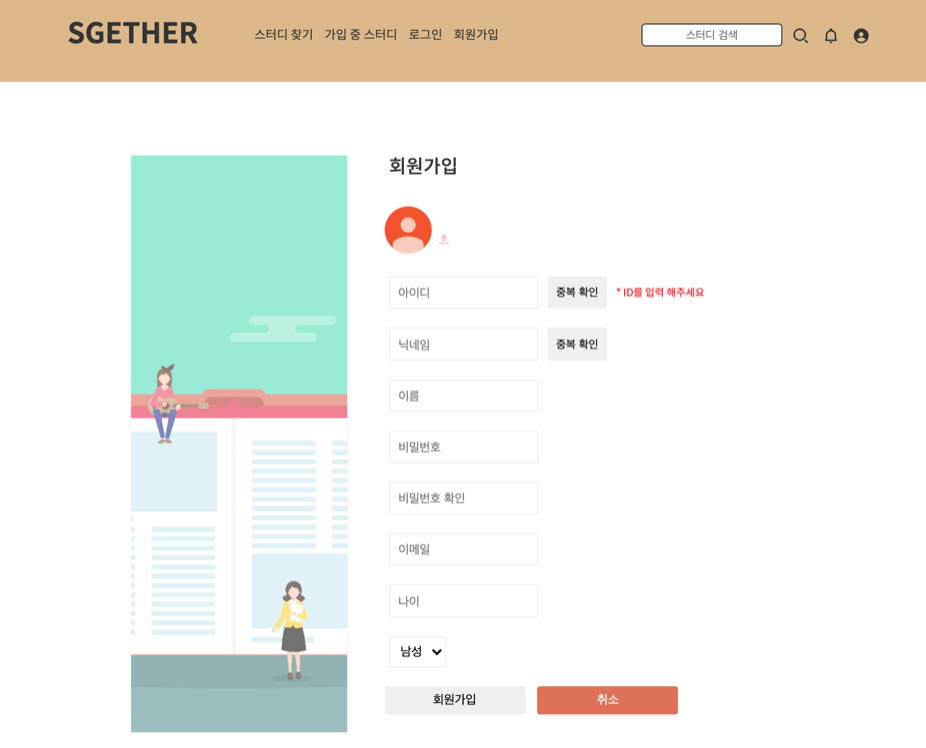 SGETHER
스터디 찾기 가입 중 스터디 로그인 회원가입
스터디 검색
회원가입
아이디
중복 확인
* ID를 입력 해주세요
닉네임
중복 확인
이름
비밀번호
비밀번호 확인
이메일
나이
남성
회원가입
취소